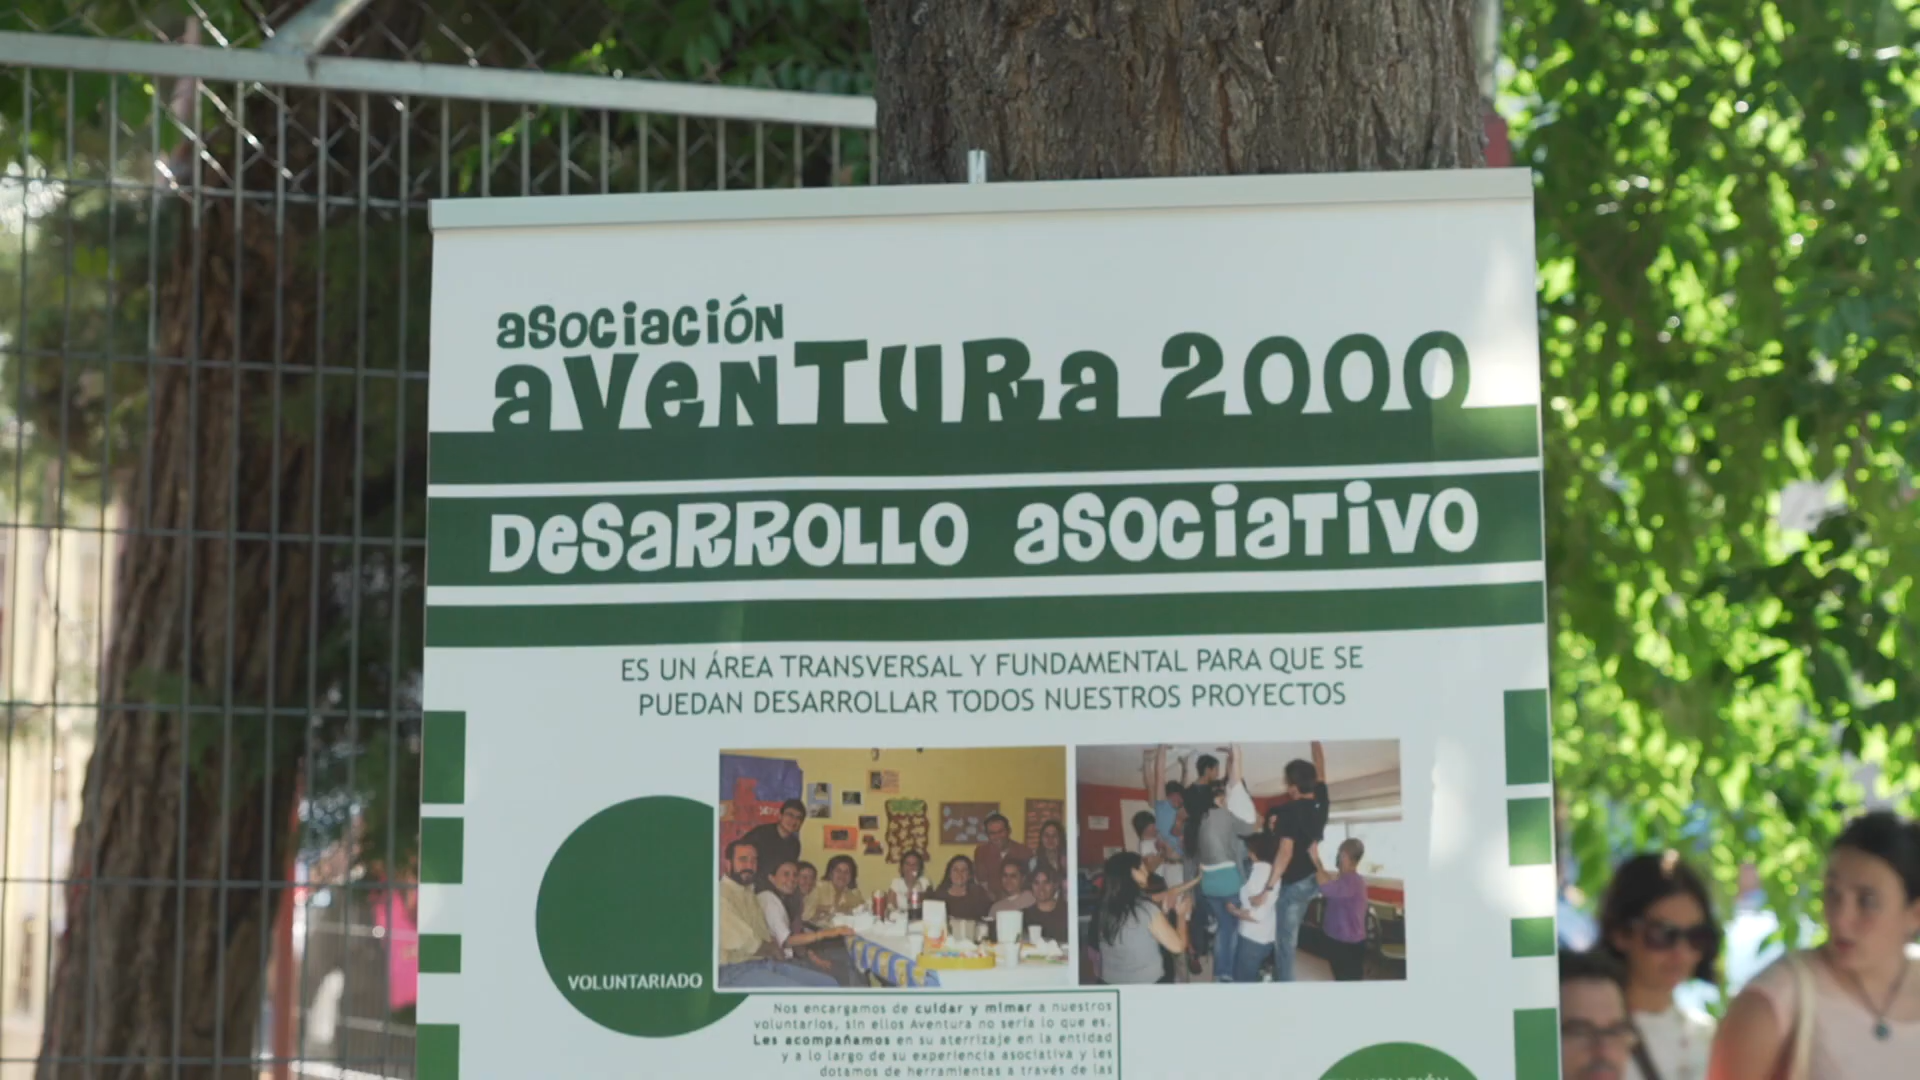 asociación
aventura 2000
Desarrollo asociativo
ES UN ÁREA TRANSVERSAL Y FUNDAMENTAL PARA QUE SE
PUEDAN DESARROLLAR TODOS NUESTROS PROYECTOS
VOLUNTARIADO
Nos encargamos de cuidar y mimar a nuestros
voluntarios, sin ellos Aventura no sería lo que es.
Les acompañamos en su aterrizaje en la entidad
y a lo largo de su experiencia asociativa y les
dotamos de herramientas a través de las